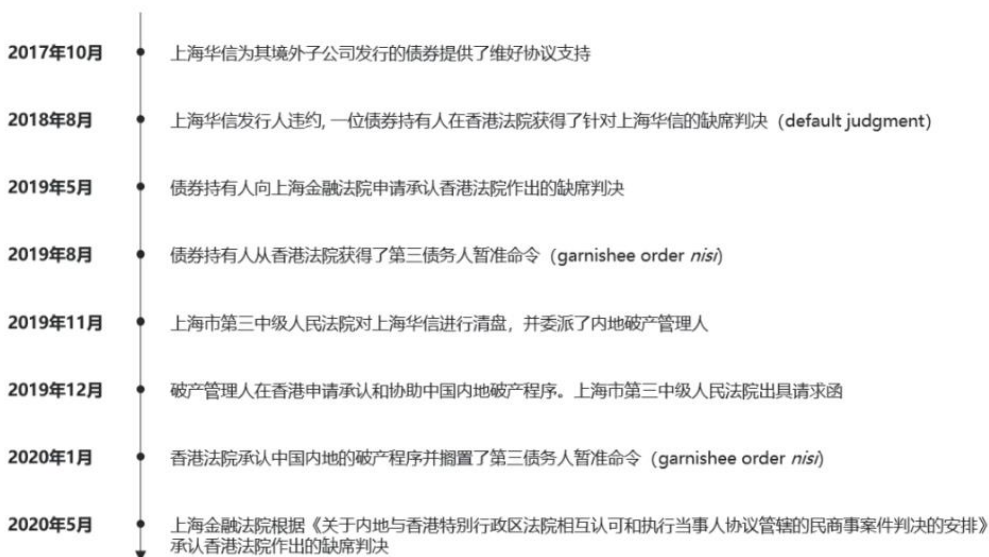 2017年10月 上海华信为其境外子公司发行的债券提供了维好协议支持
2018年8月 上海华信发行人违约, 一位债券持有人在香港法院获得了针对上海华信的缺席判决（default judgment）
2019年5月 债券持有人向上海金融法院申请承认香港法院作出的缺席判决
2019年8月 债券持有人从香港法院获得了第三债务人暂准命令（garnishee order nisi）
2019年11月 上海市第三中级人民法院对上海华信进行清盘，并委派了内地破产管理人
2019年12月 破产管理人在香港申请承认和协助中国内地破产程序。上海市第三中级人民法院出具请求函
2020年1月 香港法院承认中国内地的破产程序并搁置了第三债务人暂准命令（garnishee order nisi）
2020年5月 上海金融法院根据《关于内地与香港特别行政区法院相互认可和执行当事人协议管辖的民商事案件判决的安排》
承认香港法院作出的缺席判决